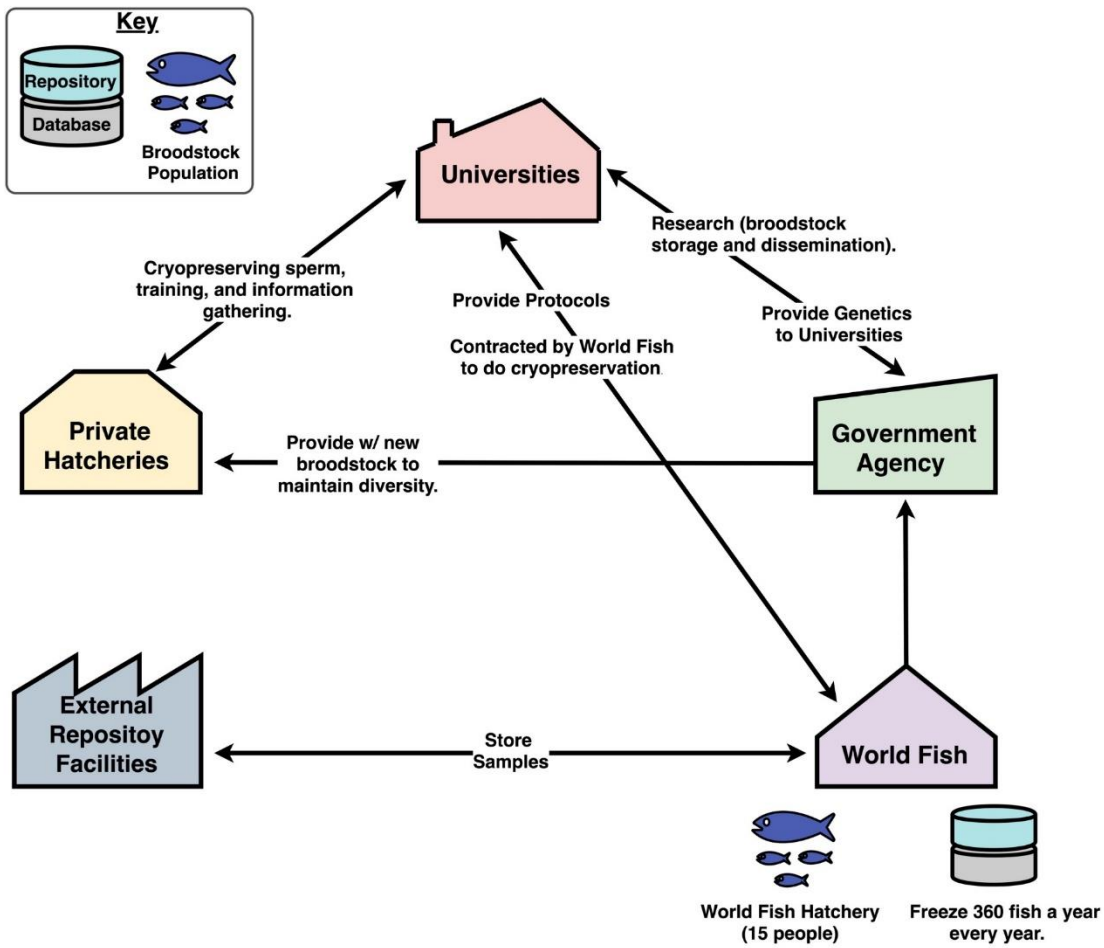 Key
Repository
Database
Broodstock
Population
Universities
Research (broodstock
storage and dissemination).
Cryopreserving sperm,
training, and information
gathering.
Provide Protocols
Provide Genetics
to Universities
Contracted by World Fish
to do cryopreservation.
Private
Hatcheries
Provide w/ new
broodstock to
maintain diversity.
Government
Agency
External
Repositoy
Facilities
Store
Samples
World Fish
World Fish Hatchery
(15 people)
Freeze 360 fish a year
every year.